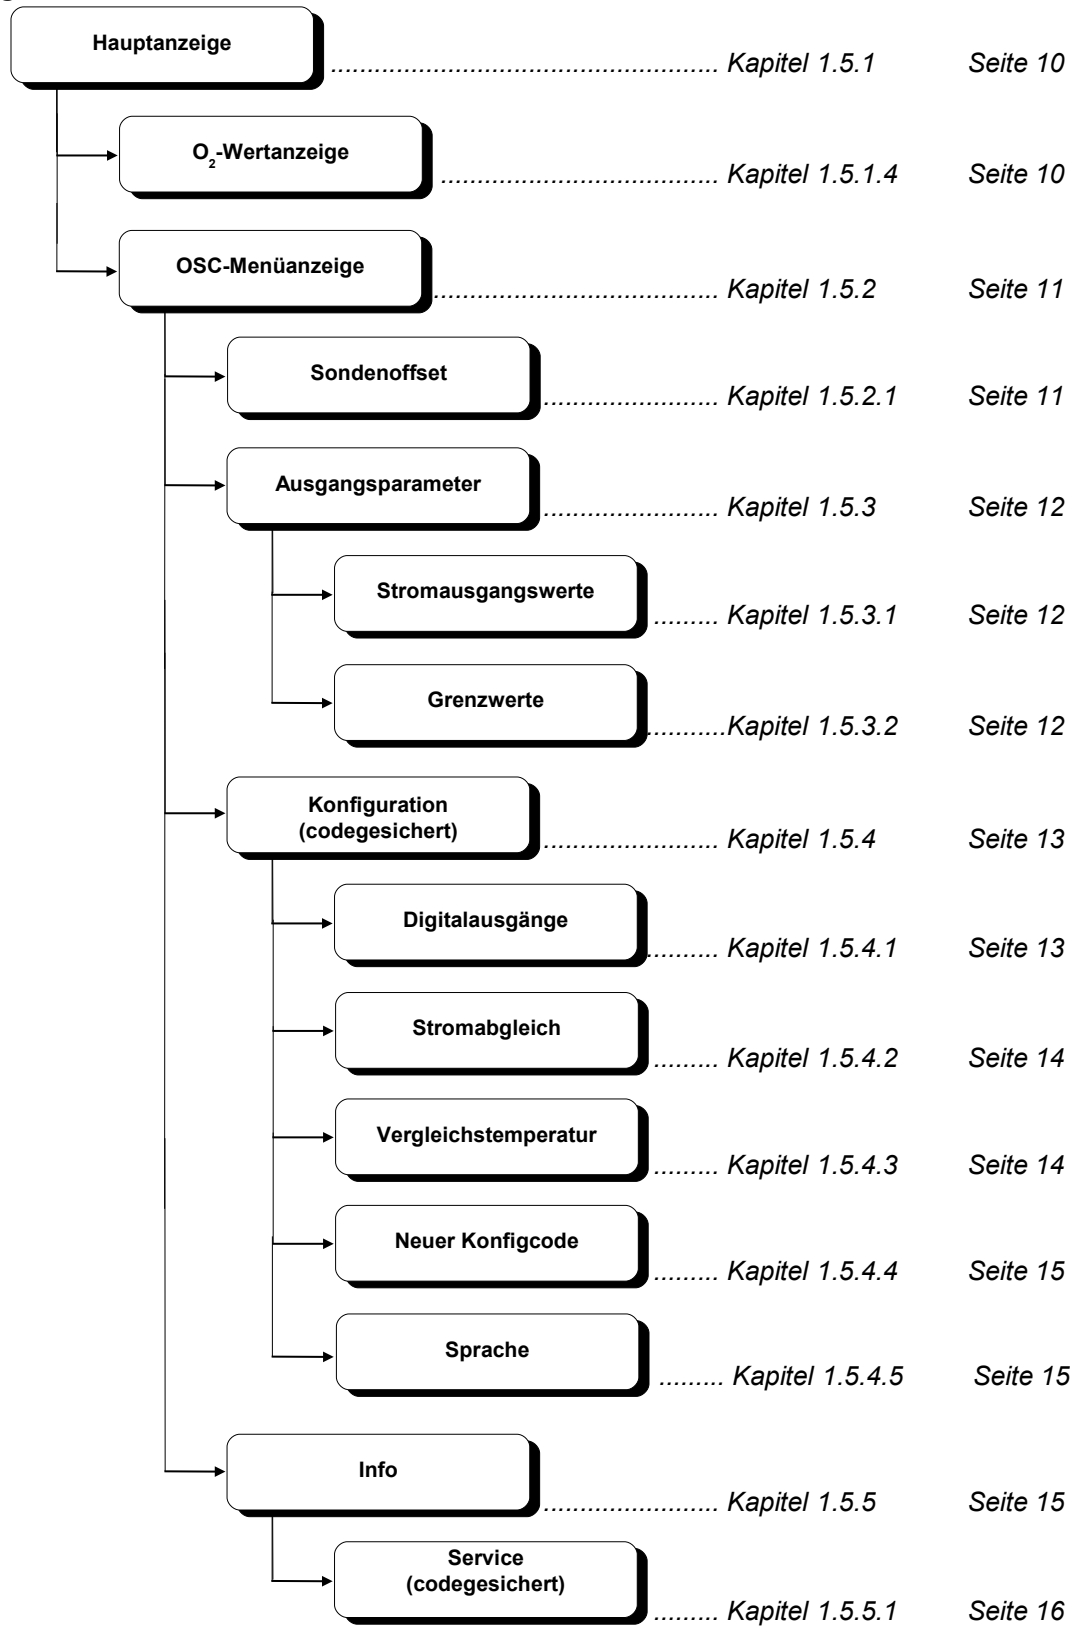 Hauptanzeige
................................................ Kapitel 1.5.1 Seite 10
O₂-Wertanzeige
................................... Kapitel 1.5.1.4 Seite 10
OSC-Menüanzeige
.................................... Kapitel 1.5.2 Seite 11
Sondenoffset
...................... Kapitel 1.5.2.1 Seite 11
Ausgangsparameter
...................... Kapitel 1.5.3 Seite 12
Stromausgangswerte
......... Kapitel 1.5.3.1 Seite 12
Grenzwerte
...........Kapitel 1.5.3.2 Seite 12
Konfiguration
(codegesichert)
...................... Kapitel 1.5.4 Seite 13
Digitalausgänge
.......... Kapitel 1.5.4.1 Seite 13
Stromabgleich
......... Kapitel 1.5.4.2 Seite 14
Vergleichstemperatur
......... Kapitel 1.5.4.3 Seite 14
Neuer Konfigcode
......... Kapitel 1.5.4.4 Seite 15
Sprache
......... Kapitel 1.5.4.5 Seite 15
Info
...................... Kapitel 1.5.5 Seite 15
Service
(codegesichert)
......... Kapitel 1.5.5.1 Seite 16